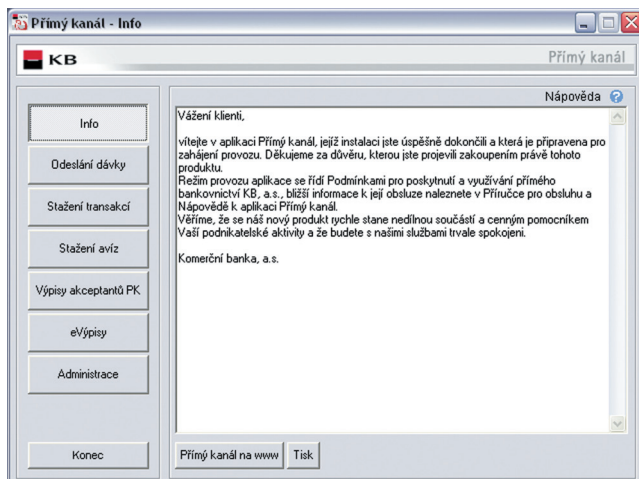 Přímý kanál - Info
KB
Přímý kanál
Nápověda
Info
Odeslání dávky
Stažení transakcí
Stažení avíz
Výpisy akceptantů PK
eVýpisy
Administrace
Konec
Vážení klienti,
vítejte v aplikaci Přímý kanál, jejíž instalaci jste úspěšně dokončili a která je připravena pro
zahájení provozu. Děkujeme za důvěru, kterou jste projevili zakoupením právě tohoto
produktu.
Režim provozu aplikace se řídí Podmínkami pro poskytnutí a využívání přímého
bankovnictví KB, a.s., bližší informace k její obsluze naleznete v Příručce pro obsluhu a
Nápovědě k aplikaci Přímý kanál.
Věříme, že se náš nový produkt rychle stane nedílnou součástí a cenným pomocníkem
Vaší podnikatelské aktivity a že budete s našimi službami trvale spokojeni.
Komerční banka, a.s.
Přímý kanál na www
Tisk